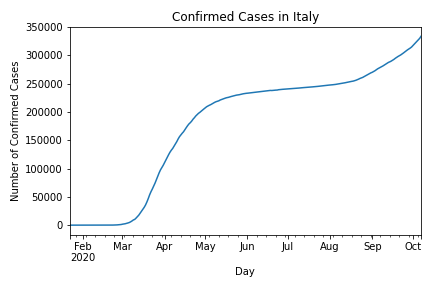 Confirmed Cases in Italy
350000
300000
250000
200000
150000
100000
50000
0
Number of Confirmed Cases
Feb Mar Apr May Jun Jul Aug Sep Oct
2020
Day